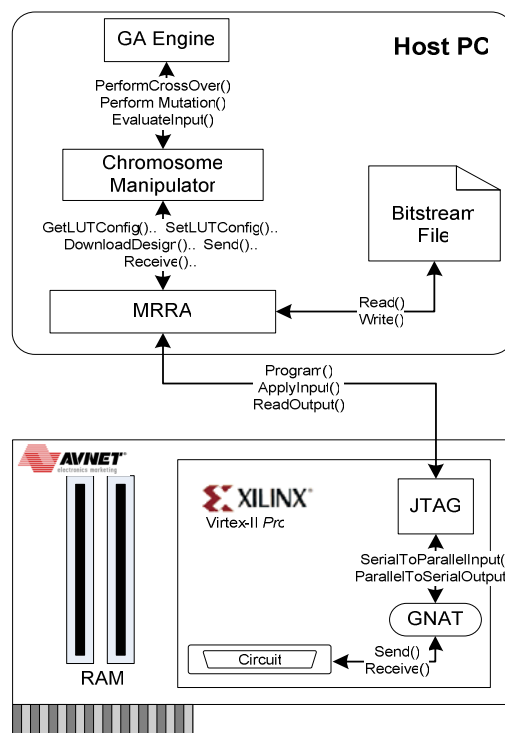 GA Engine
Host PC
PerformCrossOver()
Perform Mutation()
EvaluateInput()
Chromosome
Manipulator
GetLUTConfig().. SetLUTConfig()..
DownloadDesign().. Send()..
Receive()..
Bitstream
File
MRRA
Read()
Write()
Program()
ApplyInput()
ReadOutput()
AVNET
electronics marketing
XILINX®
Virtex-II Pro
JTAG
SerialToParallelInput(
ParallelToSerialOutput
GNAT
Circuit
Send()
Receive()
RAM